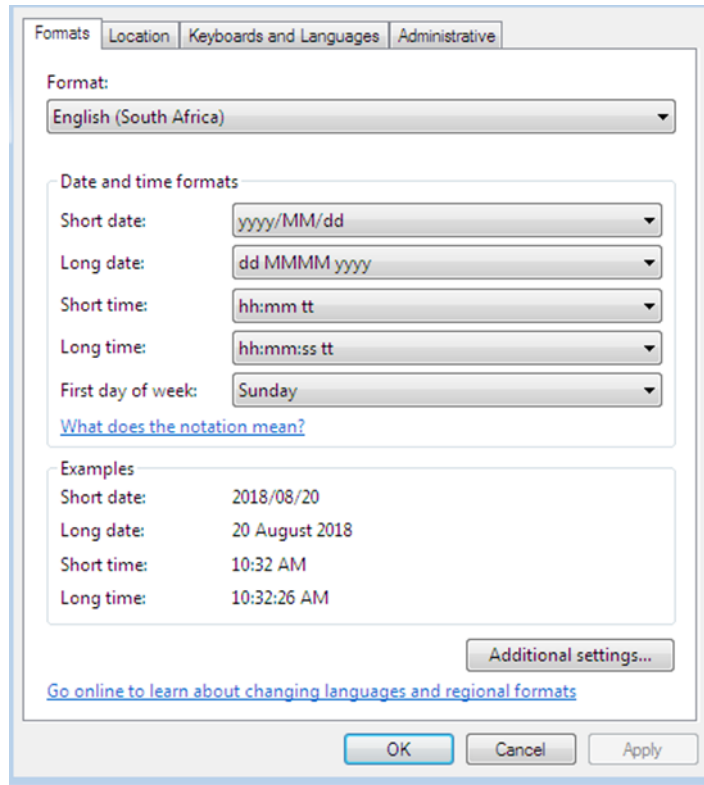 Formats Location Keyboards and Languages Administrative
Format:
English (South Africa)
Date and time formats
Short date: yyyy/MM/dd
Long date: dd MMMM yyyy
Short time: hh:mm tt
Long time: hh:mm:ss tt
First day of week: Sunday
What does the notation mean?
Examples
Short date: 2018/08/20
Long date: 20 August 2018
Short time: 10:32 AM
Long time: 10:32:26 AM
Additional settings...
Go online to learn about changing languages and regional formats
OK Cancel Apply